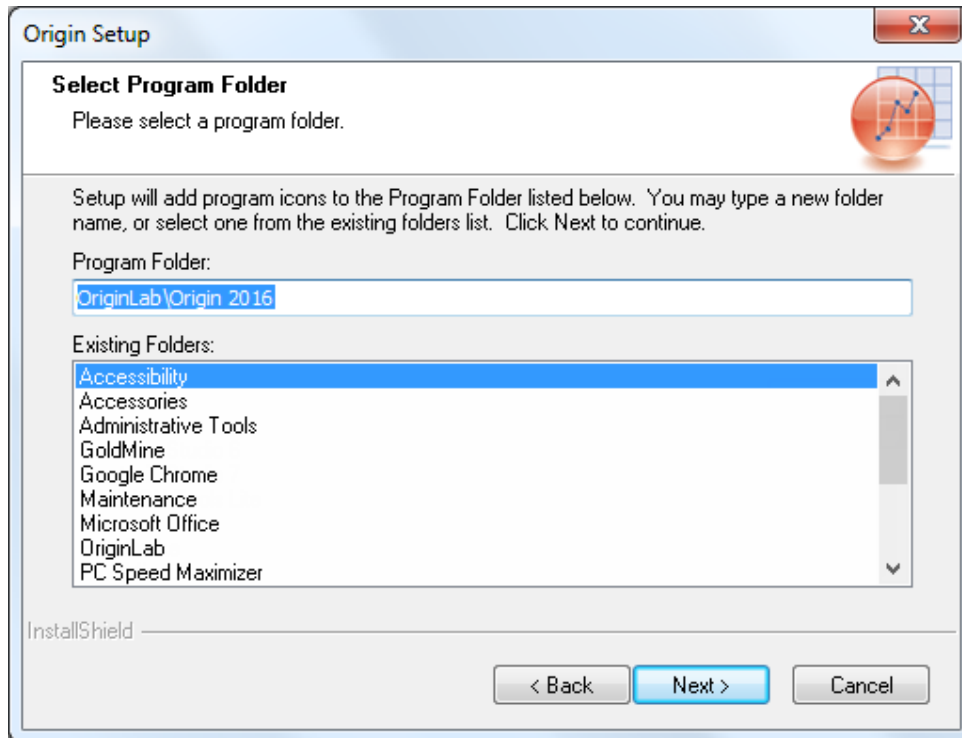 Origin Setup
Select Program Folder
Please select a program folder.
Setup will add program icons to the Program Folder listed below.  You may type a new folder
name, or select one from the existing folders list.  Click Next to continue.
Program Folder:
OriginLab\Origin 2016
Existing Folders:
Accessibility
Accessories
Administrative Tools
GoldMine
Google Chrome
Maintenance
Microsoft Office
OriginLab
PC Speed Maximizer
InstallShield
< Back
Next >
Cancel